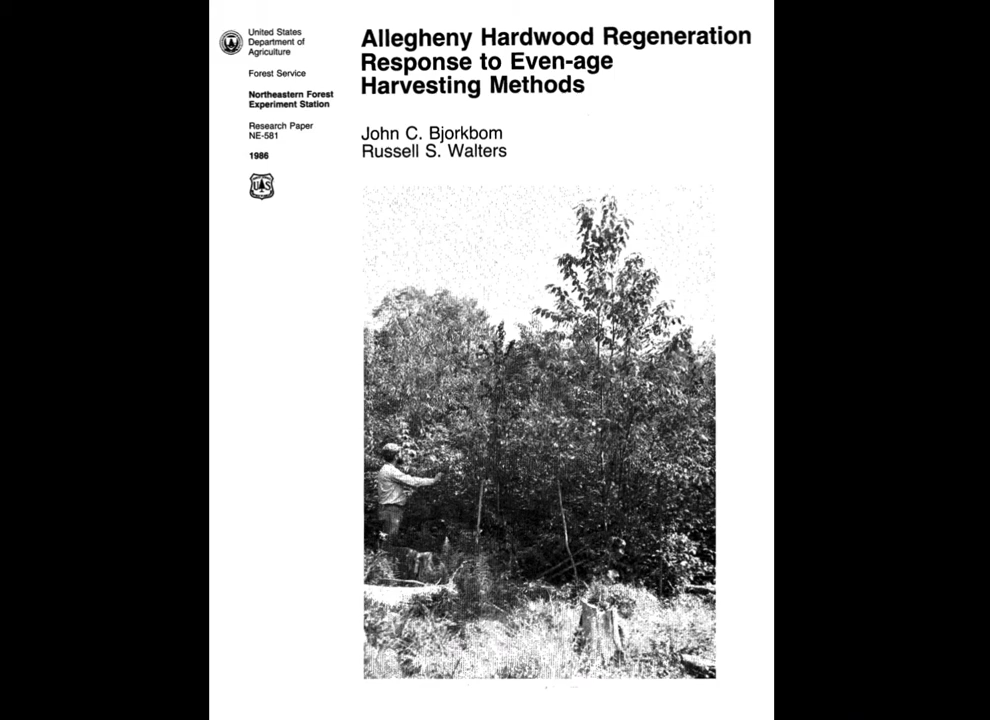 United States
Department of
Agriculture
Forest Service
Northeastern Forest
Experiment Station
Research Paper
NE-581
1986
Allegheny Hardwood Regeneration
Response to Even-age
Harvesting Methods
John C. Bjorkbom
Russell S. Walters